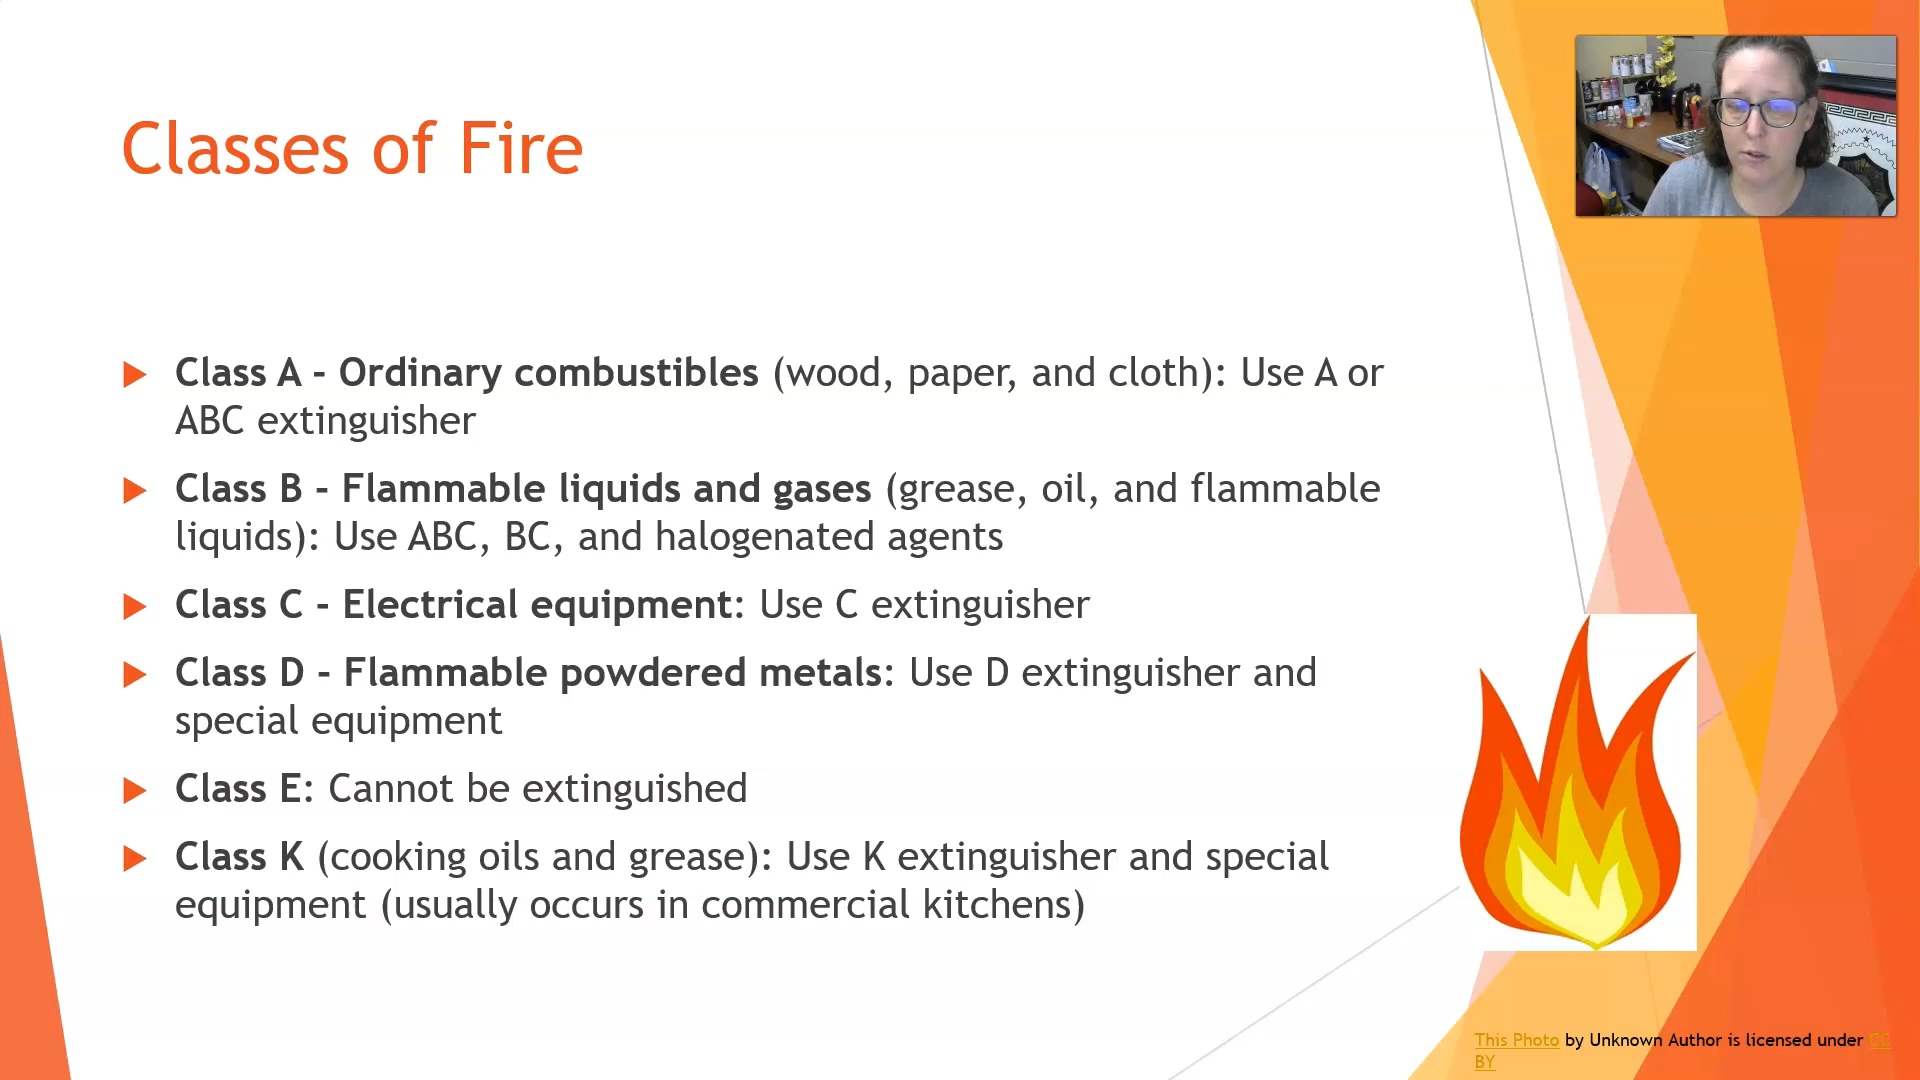 Classes of Fire
Class A - Ordinary combustibles (wood, paper, and cloth): Use A or
ABC extinguisher
Class B - Flammable liquids and gases (grease, oil, and flammable
liquids): Use ABC, BC, and halogenated agents
Class C - Electrical equipment: Use C extinguisher
Class D - Flammable powdered metals: Use D extinguisher and
special equipment
Class E: Cannot be extinguished
Class K (cooking oils and grease): Use K extinguisher and special
equipment (usually occurs in commercial kitchens)
This Photo by Unknown Author is licensed under CC
BY